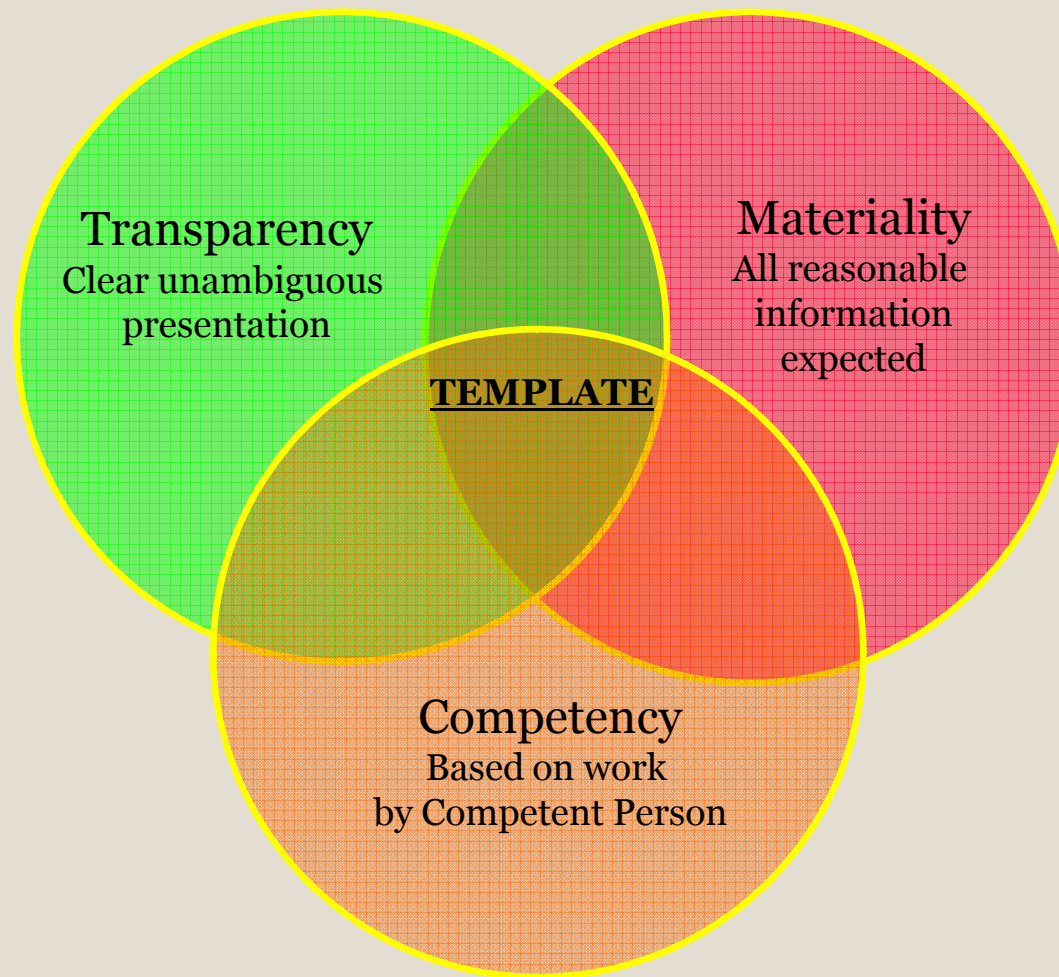 Transparency
Clear unambiguous
presentation
Materiality
All reasonable
information
expected
TEMPLATE
Competency
Based on work
by Competent Person